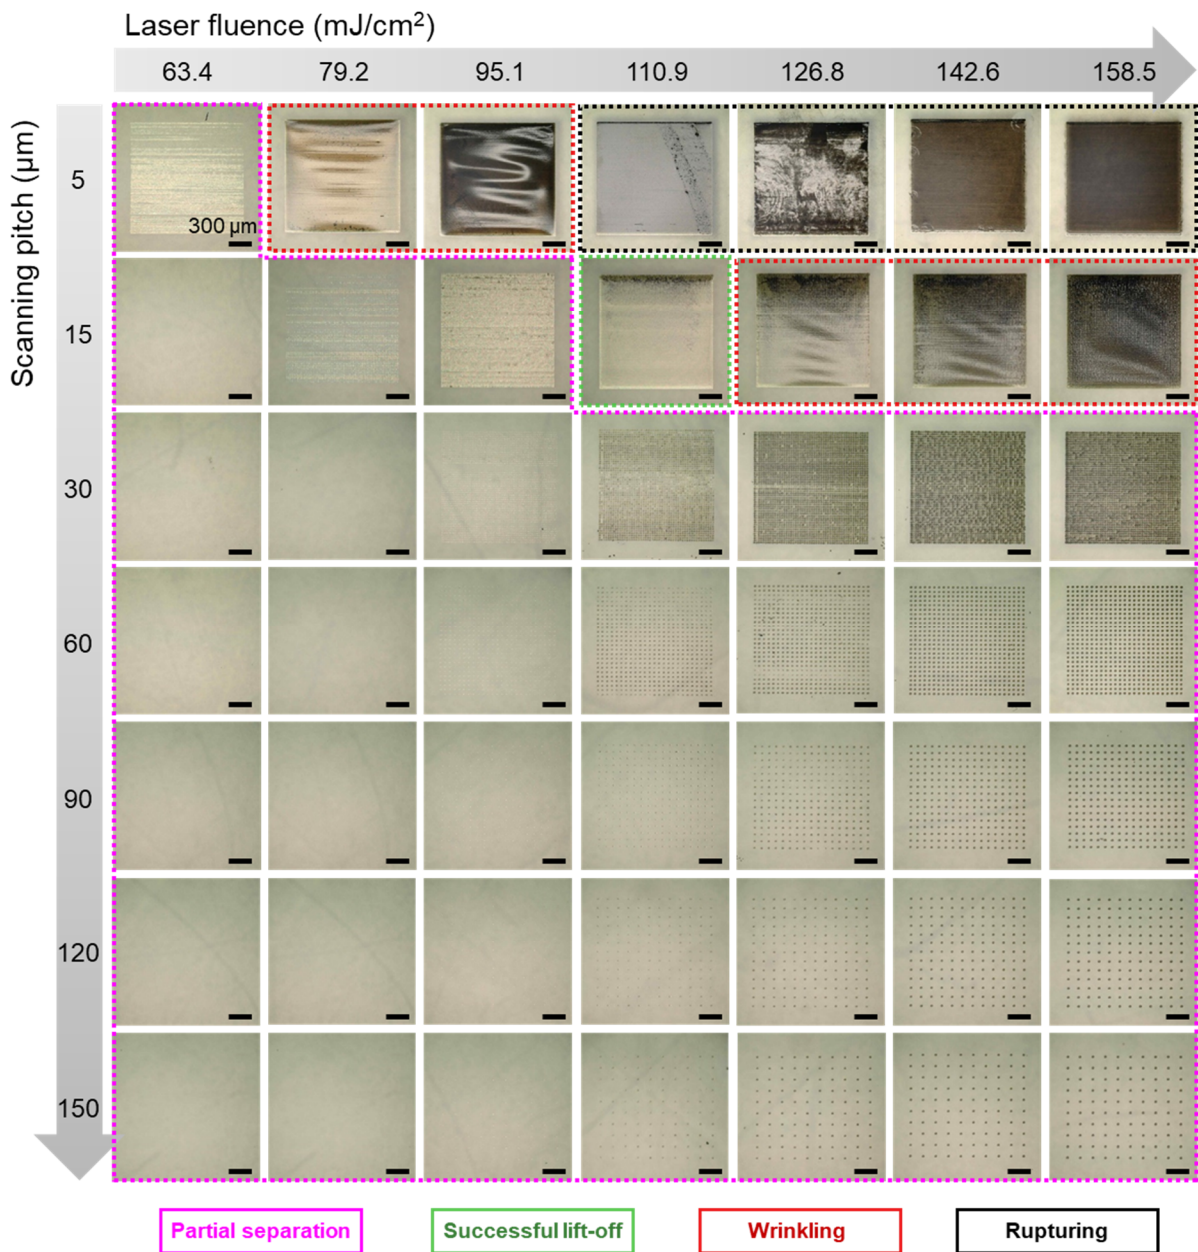 Laser fluence (mJ/cm²)
63.4 79.2 95.1 110.9 126.8 142.6 158.5
Scanning pitch (µm)
5
300 µm
15
30
60
90
120
150
Partial separation Successful lift-off Wrinkling Rupturing